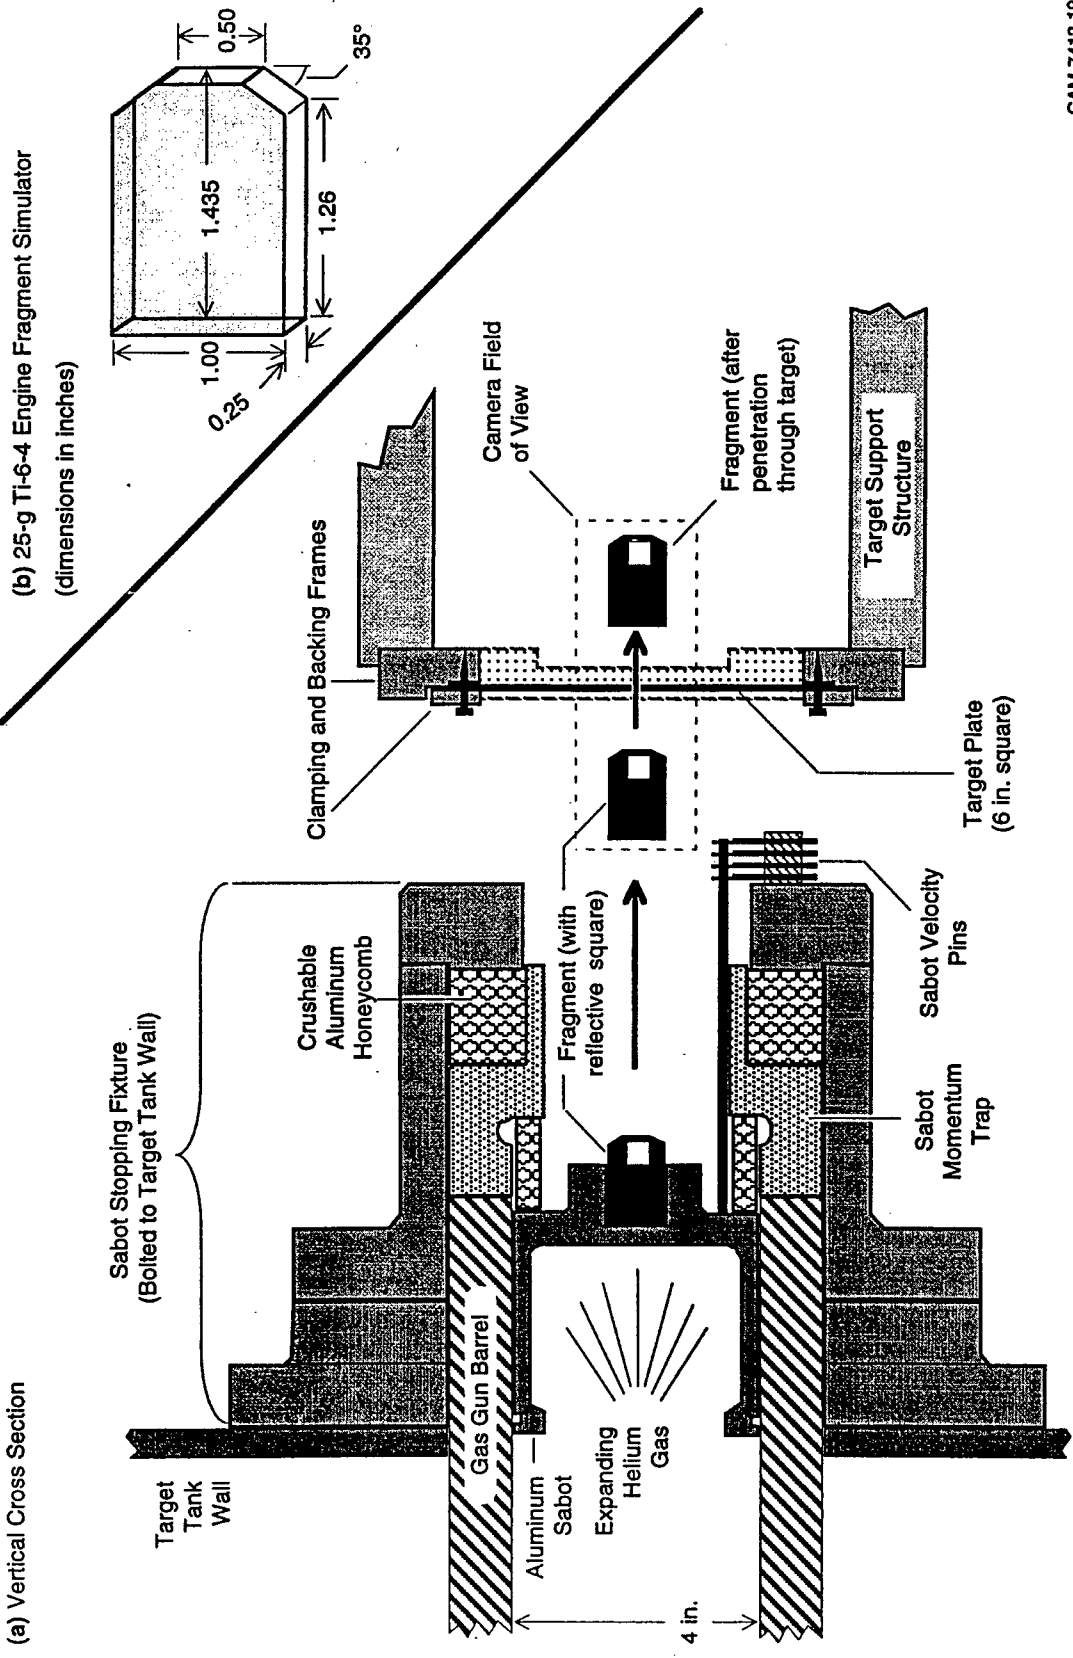 (a) Vertical Cross Section
Target
Tank
Wall
Sabot Stopping Fixture
(Bolted to Target Tank Wall)
Crushable
Aluminum
Honeycomb
Gas Gun Barrel
Aluminum
Sabot
Expanding
Helium
Gas
4 in.
Fragment (with
reflective square)
Sabot
Momentum
Trap
Sabot Velocity
Pins
Clamping and Backing Frames
Camera Field
of View
Fragment (after
penetration
through target)
Target Plate
(6 in. square)
Target Support
Structure
(b) 25-g Ti-6-4 Engine Fragment Simulator
(dimensions in inches)
0.50
35°
1.435
1.26
1.00
0.25